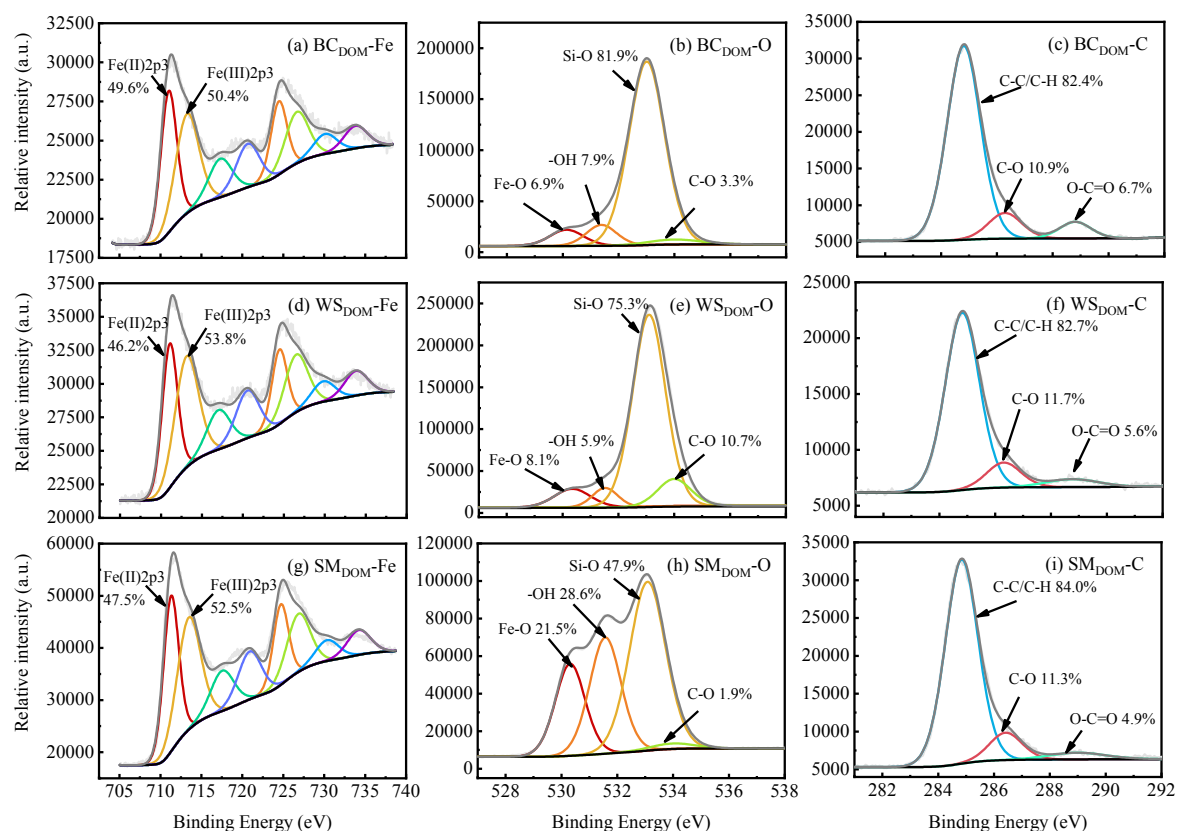 (a) BC_DOM-Fe
Fe(II)2p3
49.6%
Fe(III)2p3
50.4%
32500
30000
27500
25000
22500
20000
17500
Relative intensity (a.u.)
(b) BC_DOM-O
Si-O 81.9%
-OH 7.9%
Fe-O 6.9%
C-O 3.3%
200000
150000
100000
50000
0
(c) BC_DOM-C
C-C/C-H 82.4%
C-O 10.9%
O-C=O 6.7%
35000
30000
25000
20000
15000
10000
5000
(d) WS_DOM-Fe
Fe(II)2p3
46.2%
Fe(III)2p3
53.8%
37500
35000
32500
30000
27500
25000
22500
20000
Relative intensity (a.u.)
(e) WS_DOM-O
Si-O 75.3%
-OH 5.9%
Fe-O 8.1%
C-O 10.7%
250000
200000
150000
100000
50000
0
(f) WS_DOM-C
C-C/C-H 82.7%
C-O 11.7%
O-C=O 5.6%
25000
20000
15000
10000
5000
(g) SM_DOM-Fe
Fe(II)2p3
47.5%
Fe(III)2p3
52.5%
60000
50000
40000
30000
20000
Relative intensity (a.u.)
705 710 715 720 725 730 735 740
Binding Energy (eV)
(h) SM_DOM-O
Si-O 47.9%
-OH 28.6%
Fe-O 21.5%
C-O 1.9%
120000
100000
80000
60000
40000
20000
0
528 530 532 534 536 538
Binding Energy (eV)
(i) SM_DOM-C
C-C/C-H 84.0%
C-O 11.3%
O-C=O 4.9%
35000
30000
25000
20000
15000
10000
5000
282 284 286 288 290 292
Binding Energy (eV)